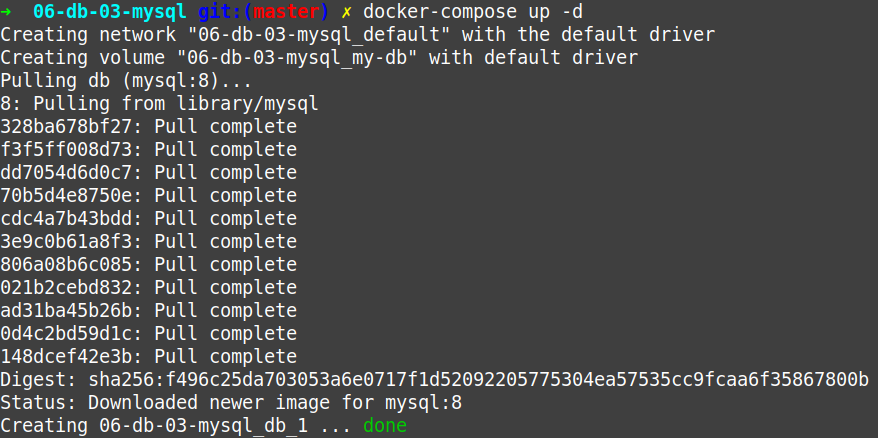 ➜  06-db-03-mysql git:(master) ✗ docker-compose up -d
Creating network "06-db-03-mysql_default" with the default driver
Creating volume "06-db-03-mysql_my-db" with default driver
Pulling db (mysql:8)...
8: Pulling from library/mysql
328ba678bf27: Pull complete
f3f5ff008d73: Pull complete
dd7054d6d0c7: Pull complete
70b5d4e8750e: Pull complete
cdc4a7b43bdd: Pull complete
3e9c0b61a8f3: Pull complete
806a08b6c085: Pull complete
021b2cebd832: Pull complete
ad31ba45b26b: Pull complete
0d4c2bd59d1c: Pull complete
148dcef42e3b: Pull complete
Digest: sha256:f496c25da703053a6e0717f1d52092205775304ea57535cc9fcaa6f35867800b
Status: Downloaded newer image for mysql:8
Creating 06-db-03-mysql_db_1 ... done